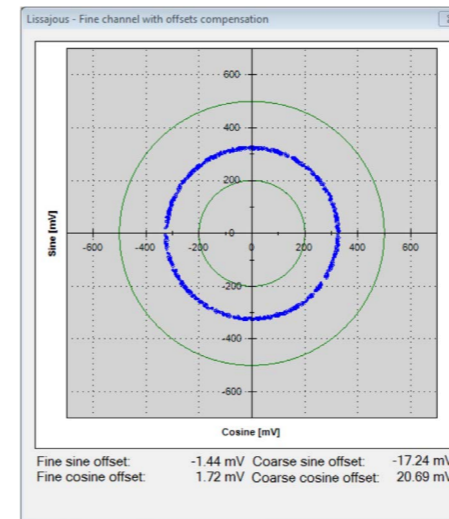 Lissajous - Fine channel with offsets compensation
600
400
200
-600 -400 -200 0 0 200 400 600
-200
-400
-600
Sine [mV]
Cosine [mV]
Fine sine offset: -1.44 mV Coarse sine offset: -17.24 mV
Fine cosine offset: 1.72 mV Coarse cosine offset: 20.69 mV